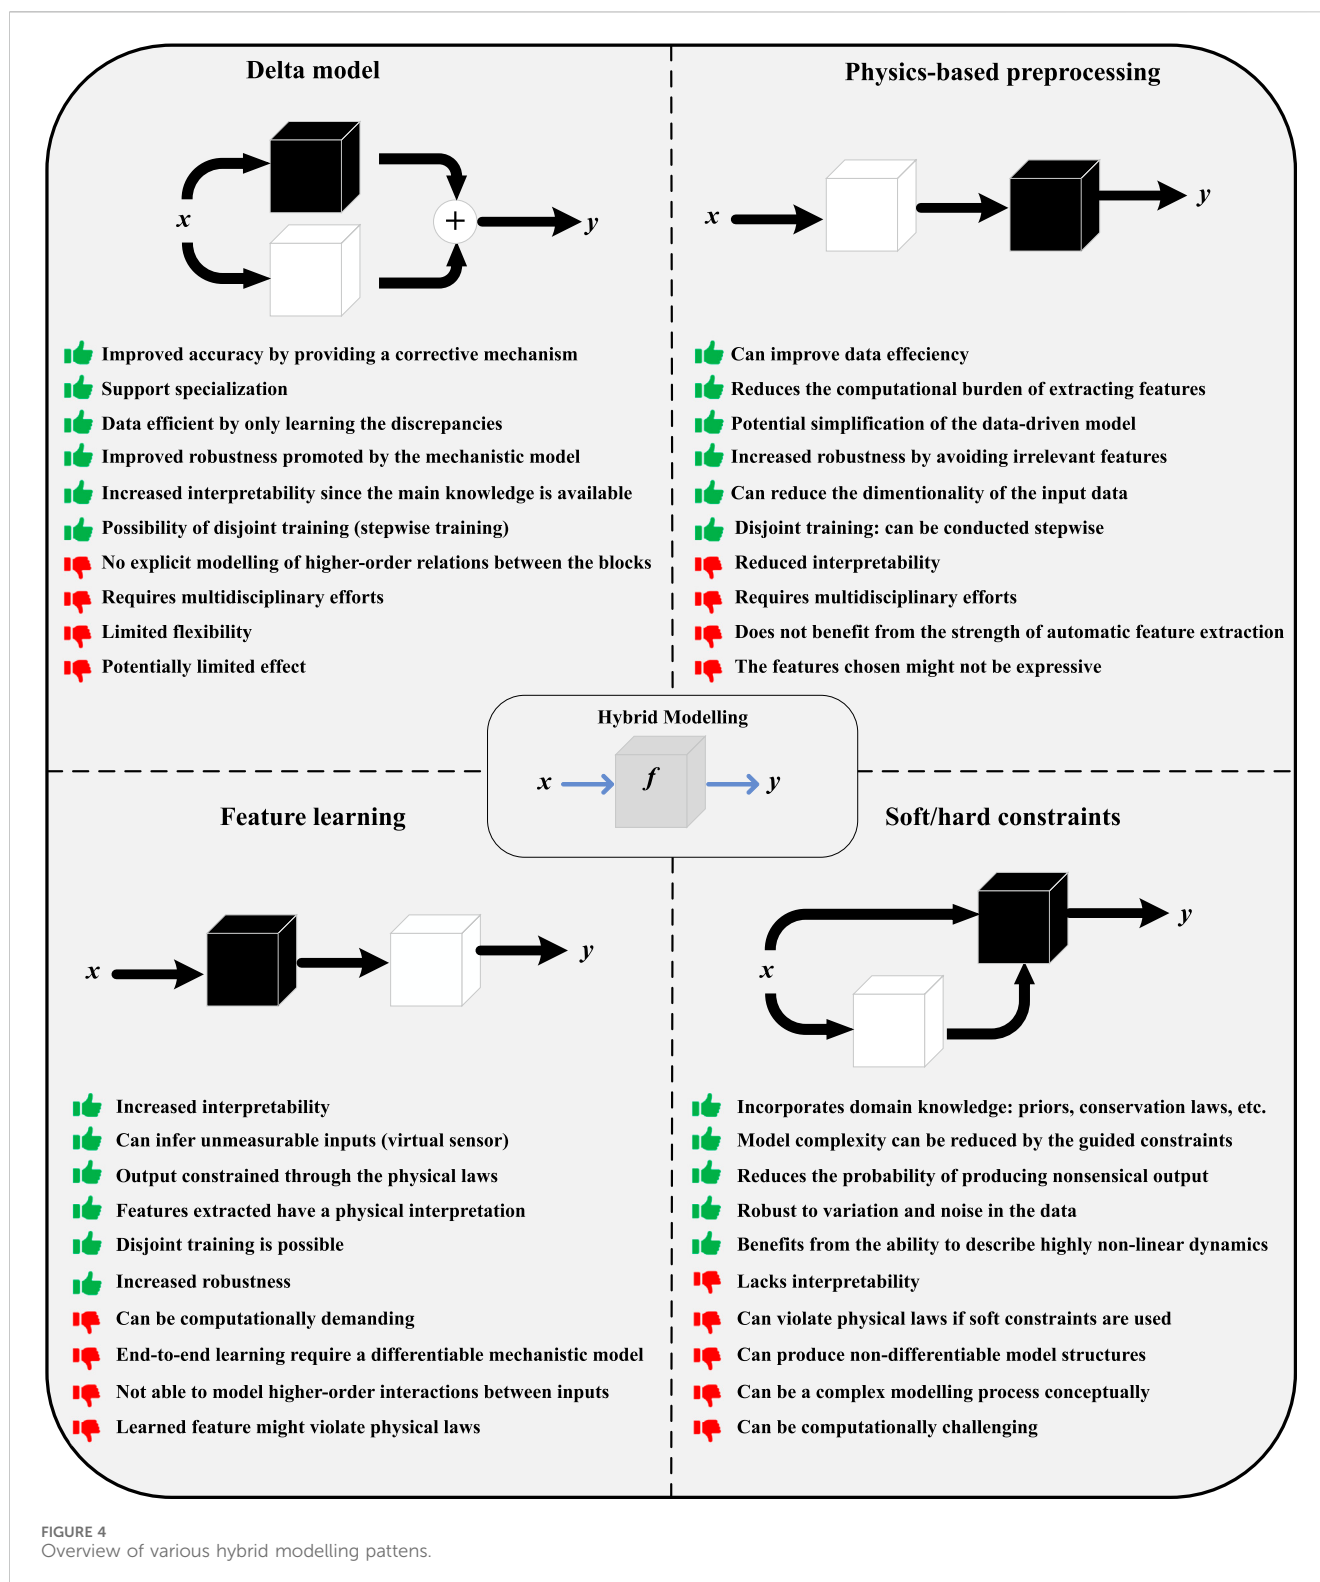 Delta model
x
+
y
Improved accuracy by providing a corrective mechanism
Support specialization
Data efficient by only learning the discrepancies
Improved robustness promoted by the mechanistic model
Increased interpretability since the main knowledge is available
Possibility of disjoint training (stepwise training)
No explicit modelling of higher-order relations between the blocks
Requires multidisciplinary efforts
Limited flexibility
Potentially limited effect
Physics-based preprocessing
x
y
Can improve data effeciency
Reduces the computational burden of extracting features
Potential simplification of the data-driven model
Increased robustness by avoiding irrelevant features
Can reduce the dimentionality of the input data
Disjoint training: can be conducted stepwise
Reduced interpretability
Requires multidisciplinary efforts
Does not benefit from the strength of automatic feature extraction
The features chosen might not be expressive
Hybrid Modelling
x
f
y
Feature learning
x
y
Increased interpretability
Can infer unmeasurable inputs (virtual sensor)
Output constrained through the physical laws
Features extracted have a physical interpretation
Disjoint training is possible
Increased robustness
Can be computationally demanding
End-to-end learning require a differentiable mechanistic model
Not able to model higher-order interactions between inputs
Learned feature might violate physical laws
Soft/hard constraints
x
y
Incorporates domain knowledge: priors, conservation laws, etc.
Model complexity can be reduced by the guided constraints
Reduces the probability of producing nonsensical output
Robust to variation and noise in the data
Benefits from the ability to describe highly non-linear dynamics
Lacks interpretability
Can violate physical laws if soft constraints are used
Can produce non-differentiable model structures
Can be a complex modelling process conceptually
Can be computationally challenging
FIGURE 4
Overview of various hybrid modelling pattens.